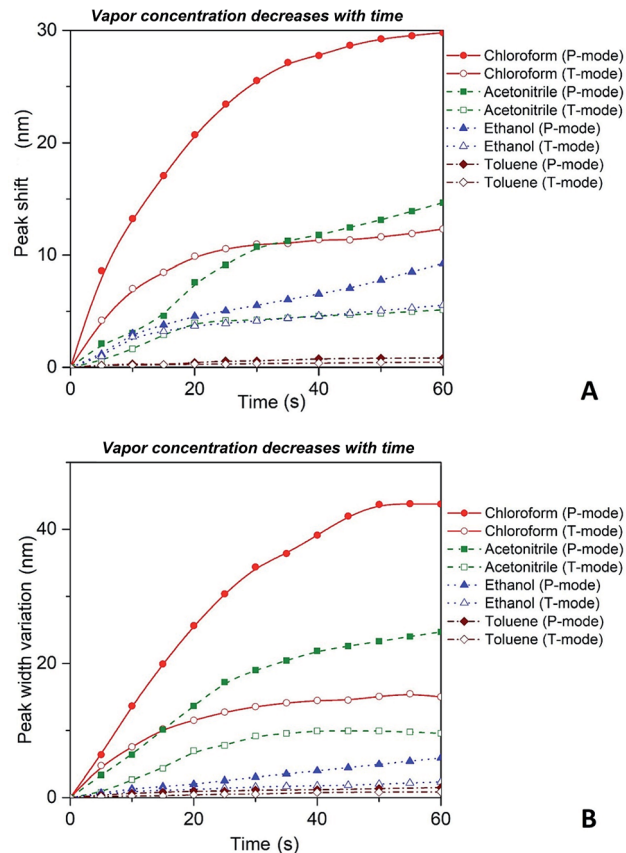 Vapor concentration decreases with time
30
20
10
0
Peak shift (nm)
0
20
40
60
Time (s)
Chloroform (P-mode)
Chloroform (T-mode)
Acetonitrile (P-mode)
Acetonitrile (T-mode)
Ethanol (P-mode)
Ethanol (T-mode)
Toluene (P-mode)
Toluene (T-mode)
A
Vapor concentration decreases with time
40
20
0
Peak width variation (nm)
0
20
40
60
Time (s)
Chloroform (P-mode)
Chloroform (T-mode)
Acetonitrile (P-mode)
Acetonitrile (T-mode)
Ethanol (P-mode)
Ethanol (T-mode)
Toluene (P-mode)
Toluene (T-mode)
B